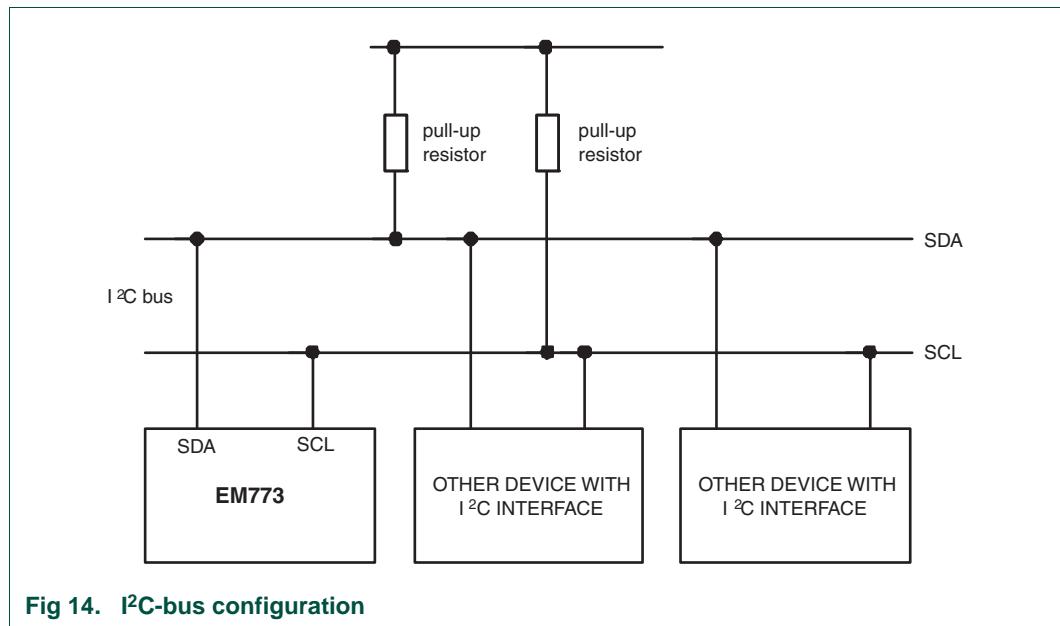 pull-up
resistor
pull-up
resistor
SDA
I ²C bus
SCL
SDA
SCL
EM773
OTHER DEVICE WITH
I ²C INTERFACE
OTHER DEVICE WITH
I ²C INTERFACE
Fig 14. I²C-bus configuration